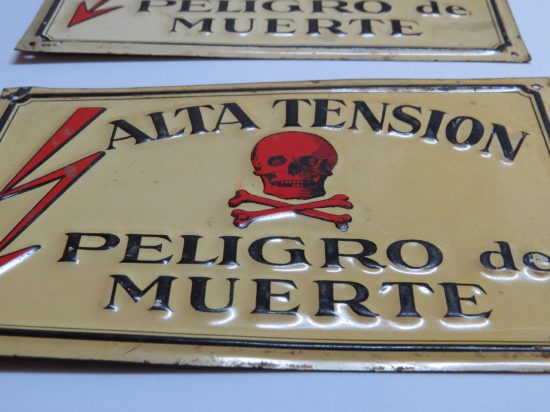 PELIGRO de
MUERTE
ALTA TENSION
PELIGRO de
MUERTE